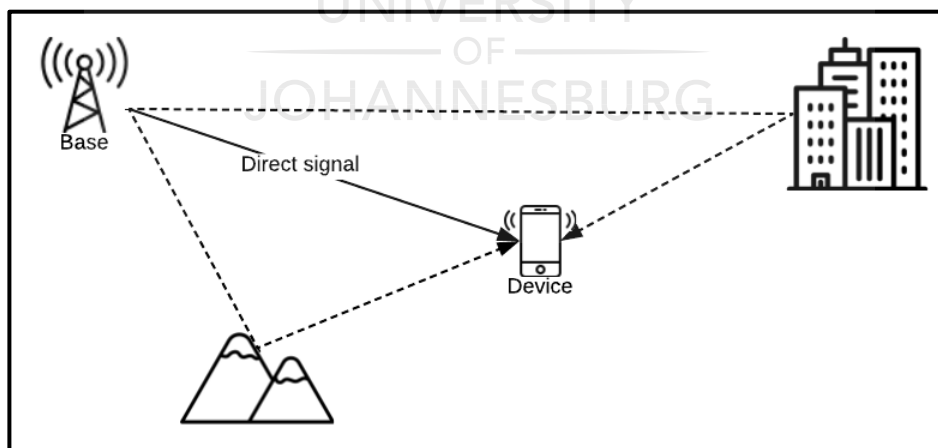 UNIVERSITY
OF
JOHANNESBURG
Base
Direct signal
Device